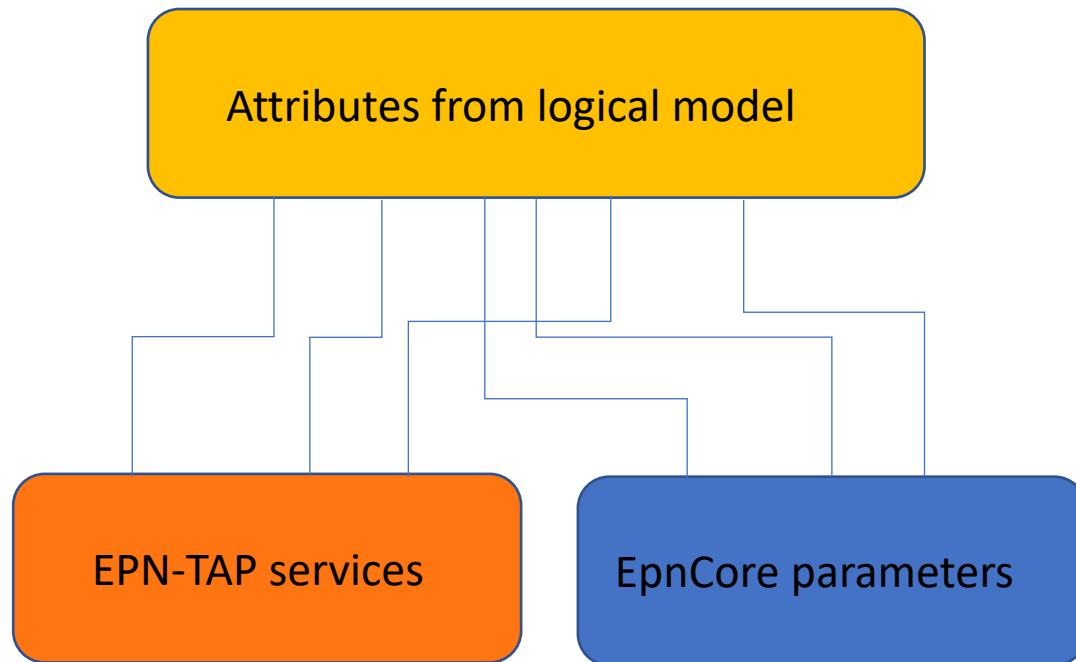 Attributes from logical model
EPN-TAP services
EpnCore parameters